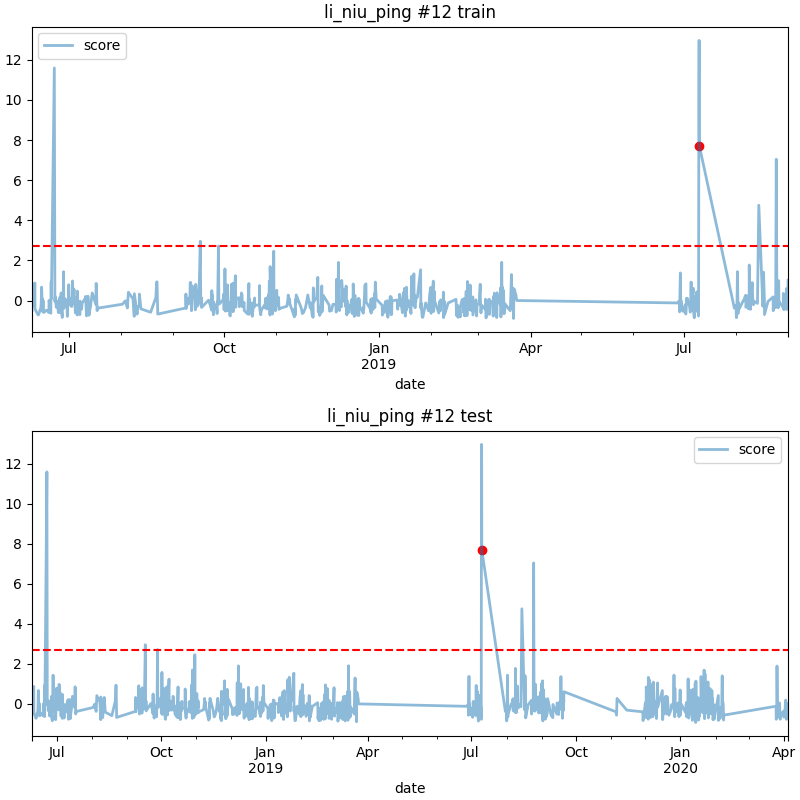 li_niu_ping #12 train
score
12
10
8
6
4
2
0
Jul Oct Jan Apr Jul
2019
date
li_niu_ping #12 test
score
12
10
8
6
4
2
0
Jul Oct Jan Apr Jul Oct Jan Apr
2019 2020
date